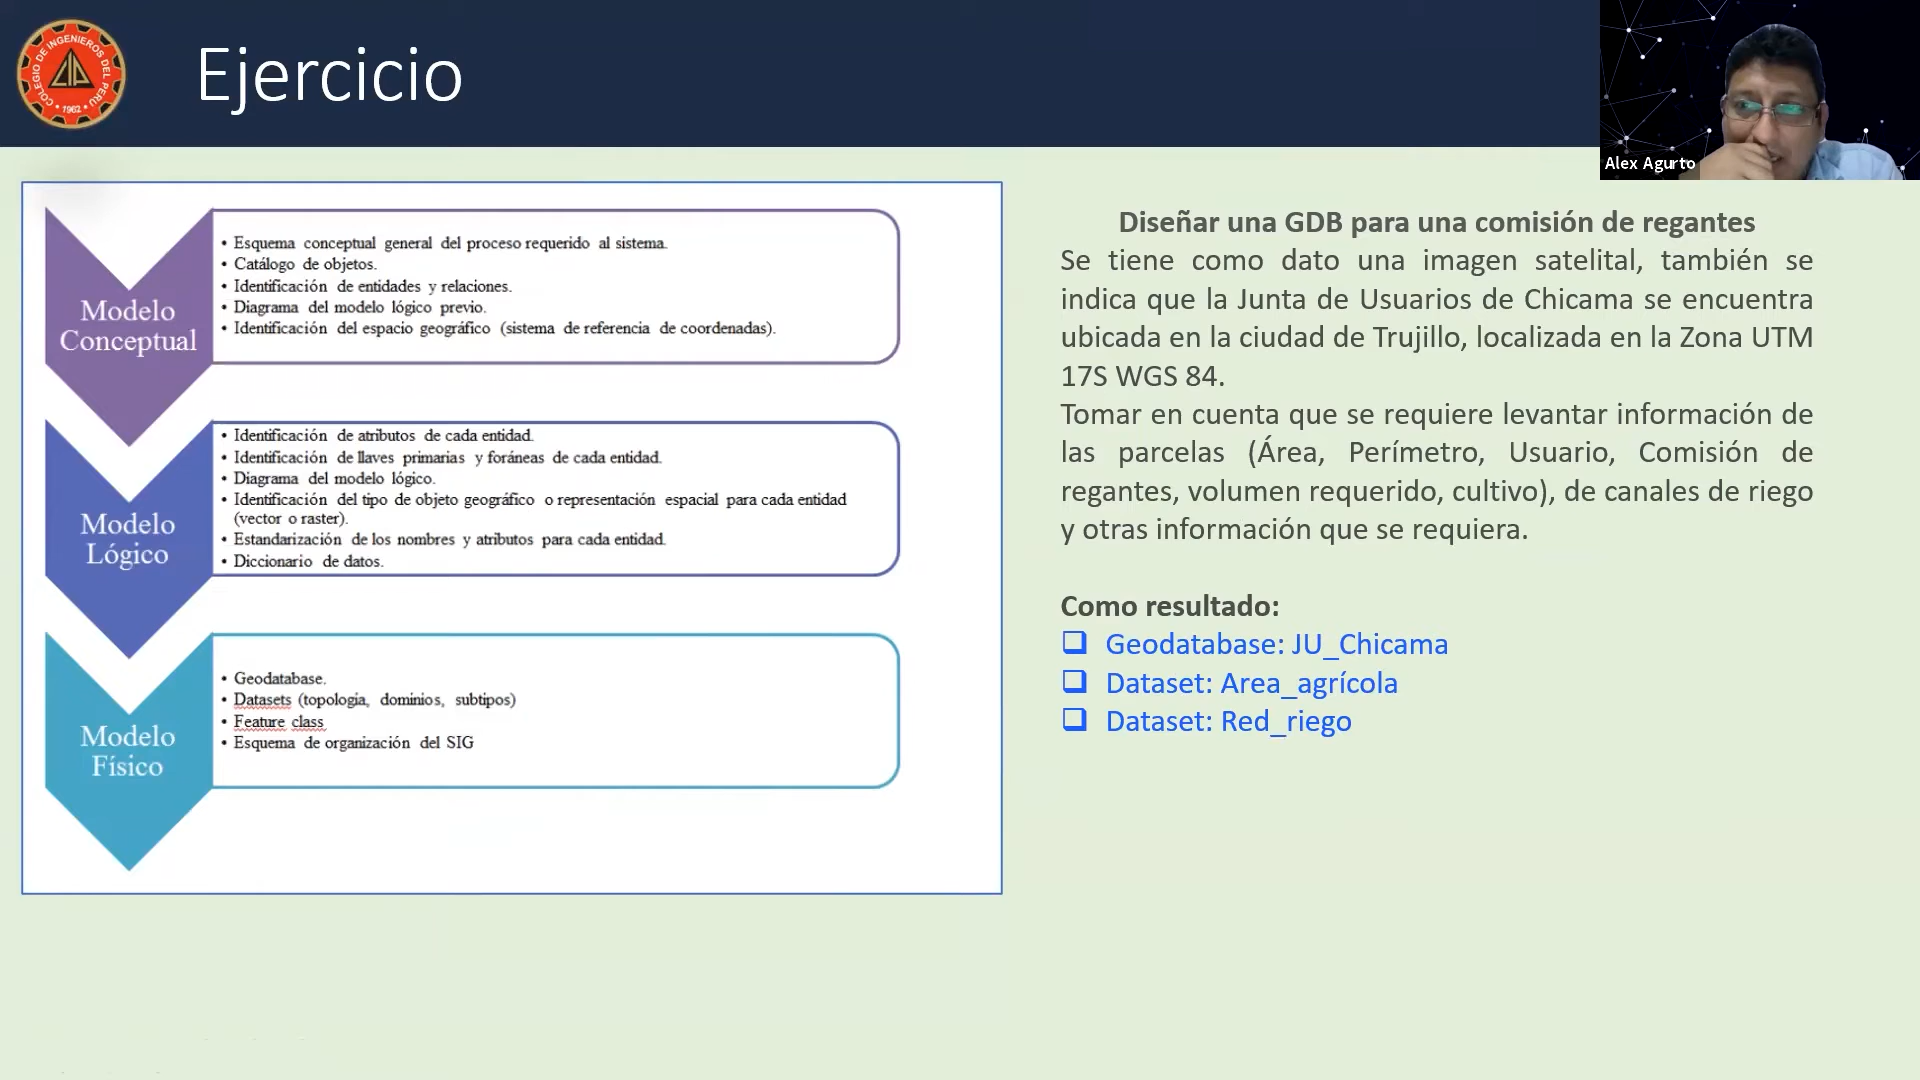 COLEGIO DE INGENIEROS DEL PERU
1962
Ejercicio
Alex Agurto
Modelo
Conceptual
• Esquema conceptual general del proceso requerido al sistema.
• Catálogo de objetos.
• Identificación de entidades y relaciones.
• Diagrama del modelo lógico previo.
• Identificación del espacio geográfico (sistema de referencia de coordenadas).
Modelo
Lógico
• Identificación de atributos de cada entidad.
• Identificación de llaves primarias y foráneas de cada entidad.
• Diagrama del modelo lógico.
• Identificación del tipo de objeto geográfico o representación espacial para cada entidad
(vector o raster).
• Estandarización de los nombres y atributos para cada entidad.
• Diccionario de datos.
Modelo
Físico
• Geodatabase.
• Datasets (topología, dominios, subtipos)
• Feature class
• Esquema de organización del SIG
Diseñar una GDB para una comisión de regantes
Se tiene como dato una imagen satelital, también se
indica que la Junta de Usuarios de Chicama se encuentra
ubicada en la ciudad de Trujillo, localizada en la Zona UTM
17S WGS 84.
Tomar en cuenta que se requiere levantar información de
las parcelas (Área, Perímetro, Usuario, Comisión de
regantes, volumen requerido, cultivo), de canales de riego
y otras información que se requiera.
Como resultado:
❑ Geodatabase: JU_Chicama
❑ Dataset: Area_agrícola
❑ Dataset: Red_riego